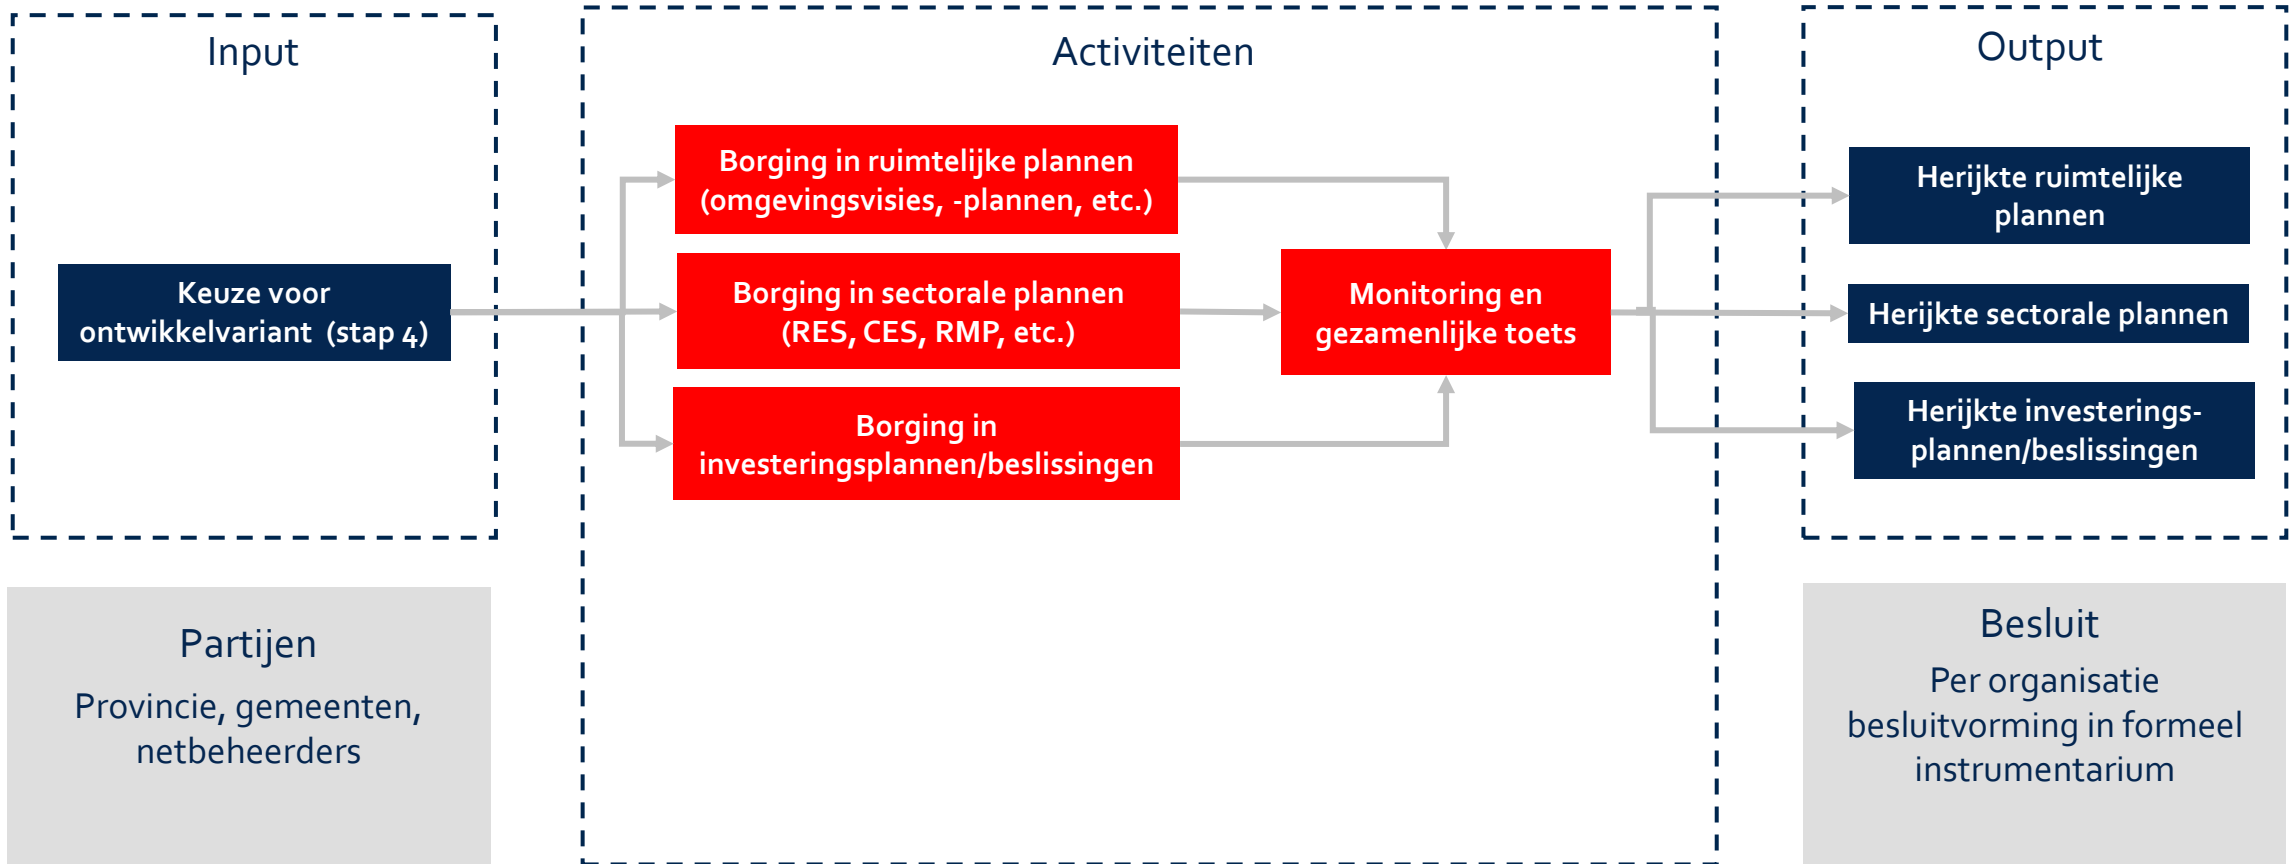 Input
Keuze voor
ontwikkelvariant (stap 4)
Partijen
Provincie, gemeenten,
netbeheerders
Activiteiten
Borging in ruimtelijke plannen
(omgevingsvisies, -plannen, etc.)
Borging in sectorale plannen
(RES, CES, RMP, etc.)
Borging in
investeringsplannen/beslissingen
Monitoring en
gezamenlijke toets
Output
Herijkte ruimtelijke
plannen
Herijkte sectorale plannen
Herijkte investerings-
plannen/beslissingen
Besluit
Per organisatie
besluitvorming in formeel
instrumentarium